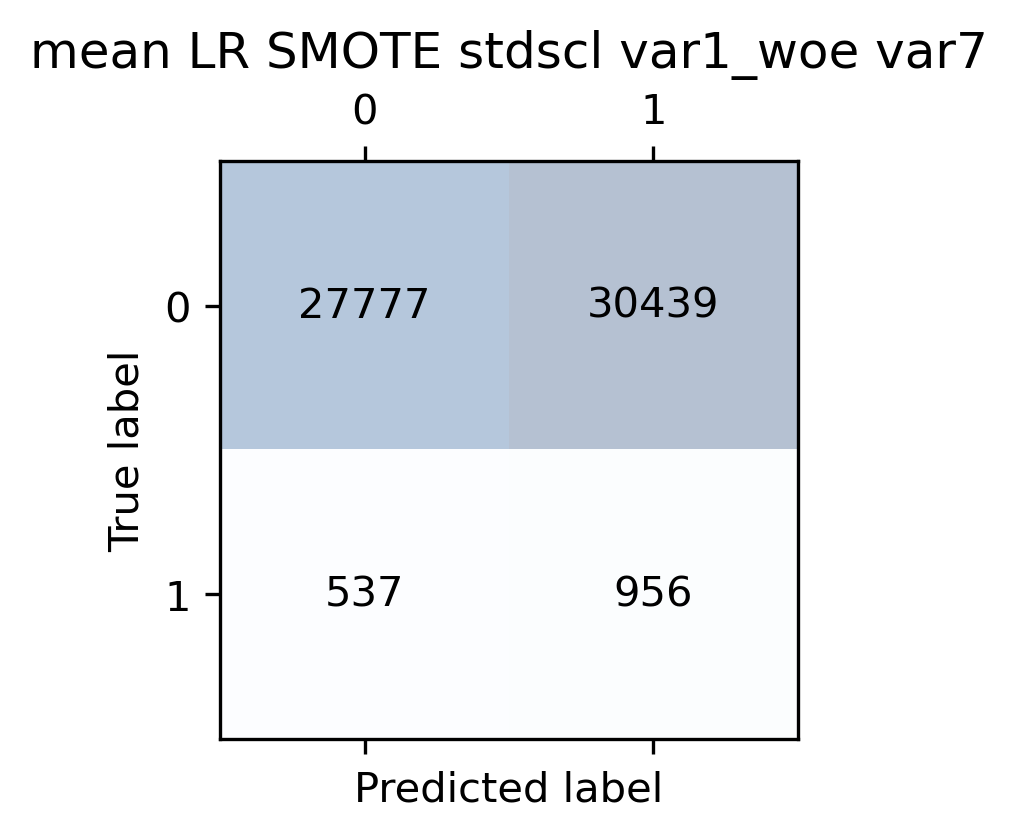 mean LR SMOTE stdscl var1_woe var7
0 1
0 27777 30439
True label
1 537 956
Predicted label